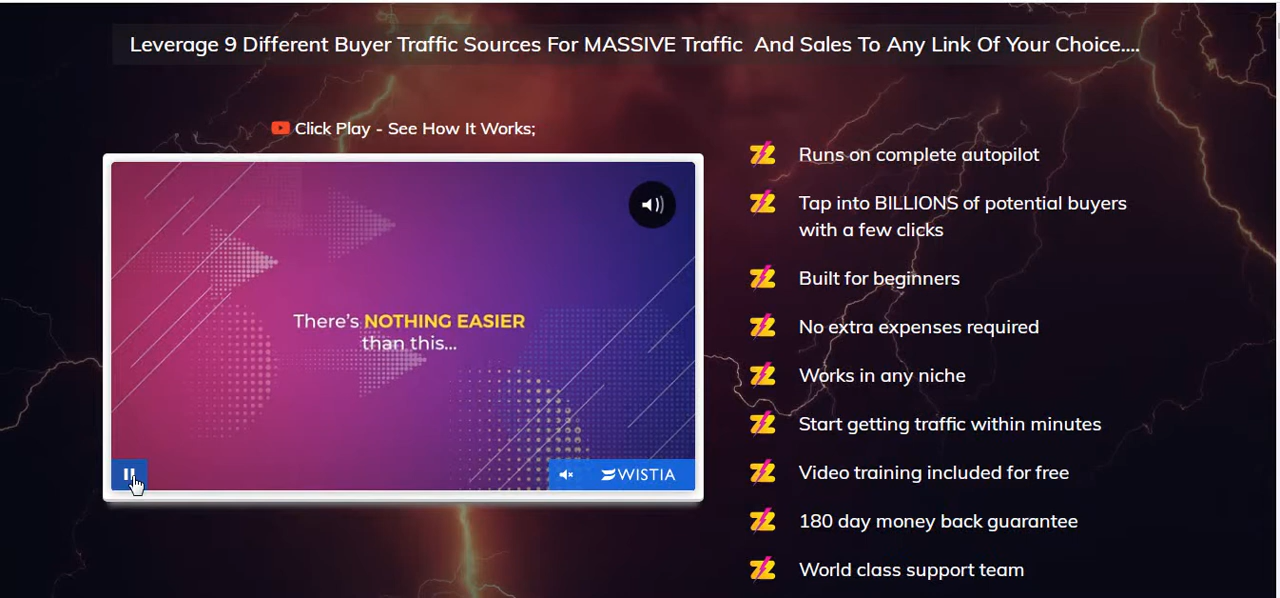 Leverage 9 Different Buyer Traffic Sources For MASSIVE Traffic And Sales To Any Link Of Your Choice....
Click Play - See How It Works;
There's NOTHING EASIER
than this...
WISTIA
Runs on complete autopilot
Tap into BILLIONS of potential buyers
with a few clicks
Built for beginners
No extra expenses required
Works in any niche
Start getting traffic within minutes
Video training included for free
180 day money back guarantee
World class support team